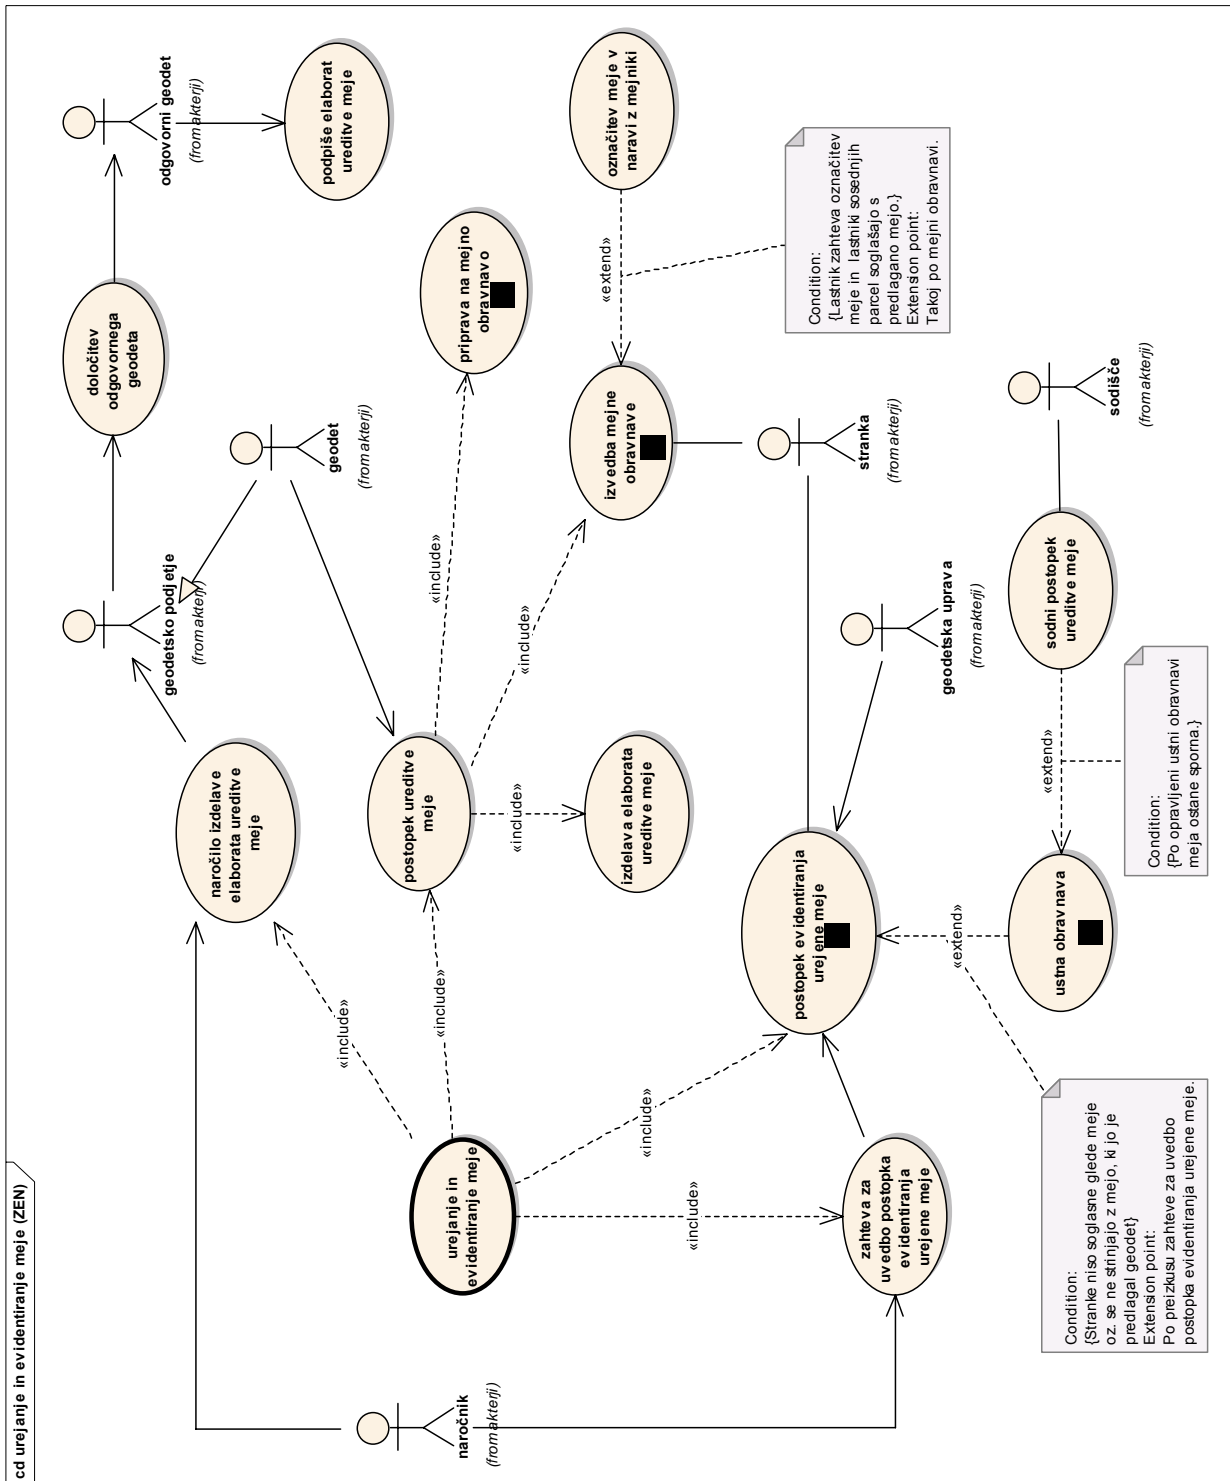 cd urejanje in evidentiranje meje (ZEN)
naročnik
(from akterji)
naročilo izdelave
elaborata ureditve
meje
geodetsko podjetje
(from akterji)
določitev
odgovornega
geodeta
odgovorni geodet
(from akterji)
podpiše elaborat
ureditve meje
geodet
(from akterji)
urejanje in
evidentiranje meje
«include»
«include»
«include»
«include»
postopek ureditve
meje
«include»
«include»
«include»
priprava na mejno
obravnavo
izvedba mejne
obravnave
izdelava elaborata
ureditve meje
«extend»
označitev meje v
naravi z mejniki
Condition:
{Lastnik zahteva označitev
meje in lastniki sosednjih
parcel soglašajo s
predlagano mejo.}
Extension point:
Takoj po mejni obravnavi.
stranka
(from akterji)
zahteva za
uvedbo postopka
evidentiranja
urejene meje
postopek evidentiranja
urejene meje
geodetska uprava
(from akterji)
«extend»
ustna obravnava
«extend»
sodni postopek
ureditve meje
sodišče
(from akterji)
Condition:
{Stranke niso soglasne glede meje
oz. se ne strinjajo z mejo, ki jo je
predlagal geodet}
Extension point:
Po preizkusu zahteve za uvedbo
postopka evidentiranja urejene meje.
Condition:
{Po opravljeni ustni obravnavi
meja ostane sporna.}